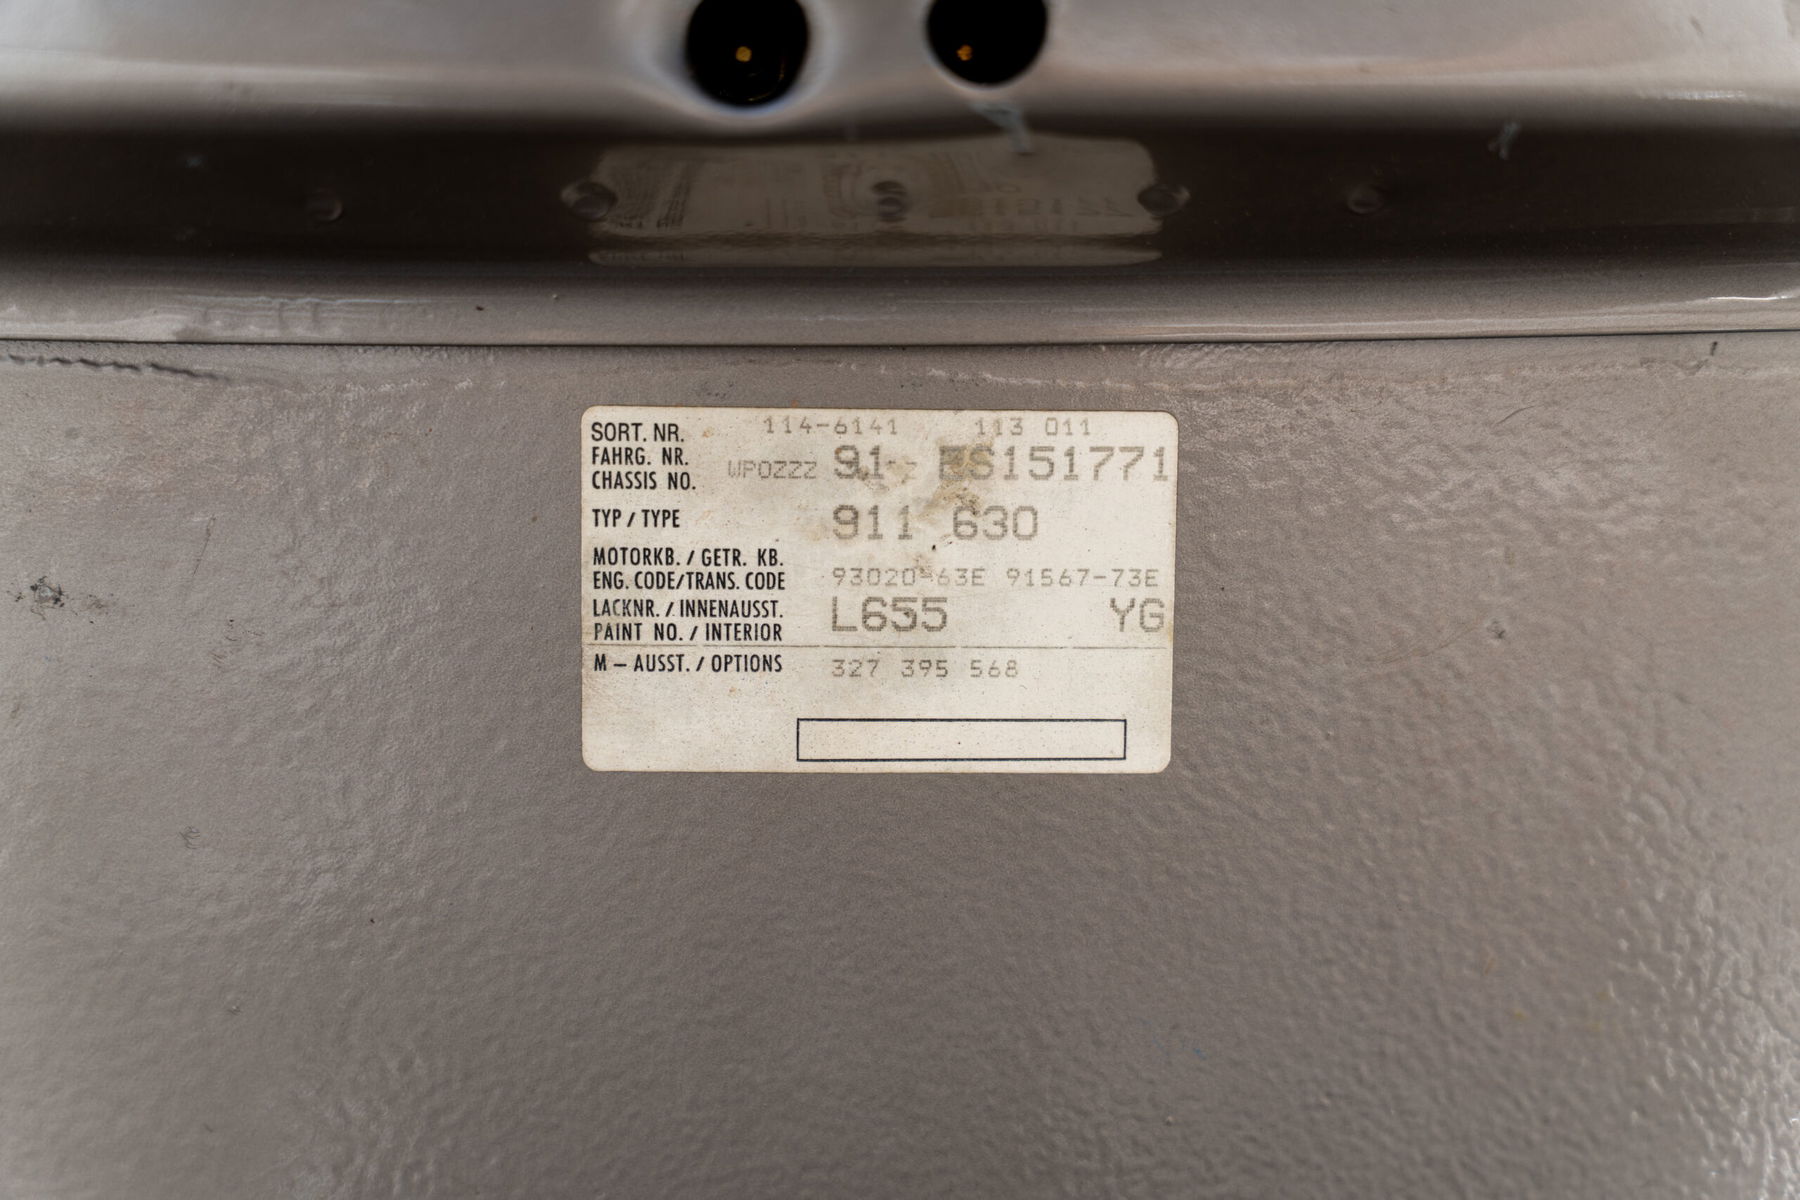 SORT. NR. 114-6141 113 011
FAHRG. NR.
CHASSIS NO. WPOZZZ 91 ES151771
TYP / TYPE 911 630
MOTORKB. / GETR. KB.
ENG. CODE/TRANS. CODE 93020-63E 91567-73E
LACKNR. / INNENAUSST.
PAINT NO. / INTERIOR L655 YG
M – AUSST. / OPTIONS 327 395 568